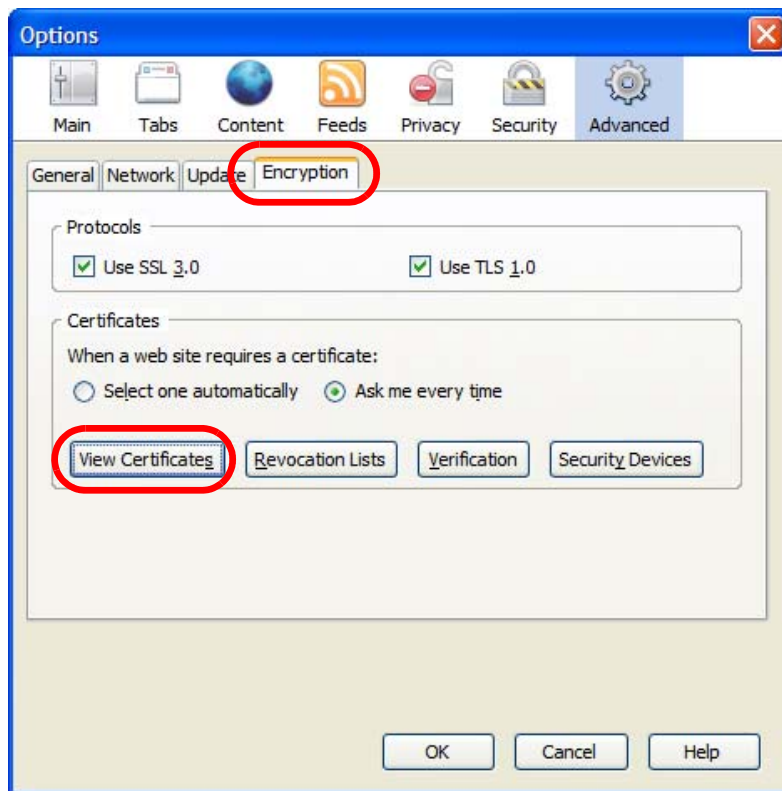 Options
Main Tabs Content Feeds Privacy Security Advanced
General Network Update Encryption
Protocols
Use SSL 3.0 Use TLS 1.0
Certificates
When a web site requires a certificate:
Select one automatically Ask me every time
View Certificates Revocation Lists Verification Security Devices
OK Cancel Help